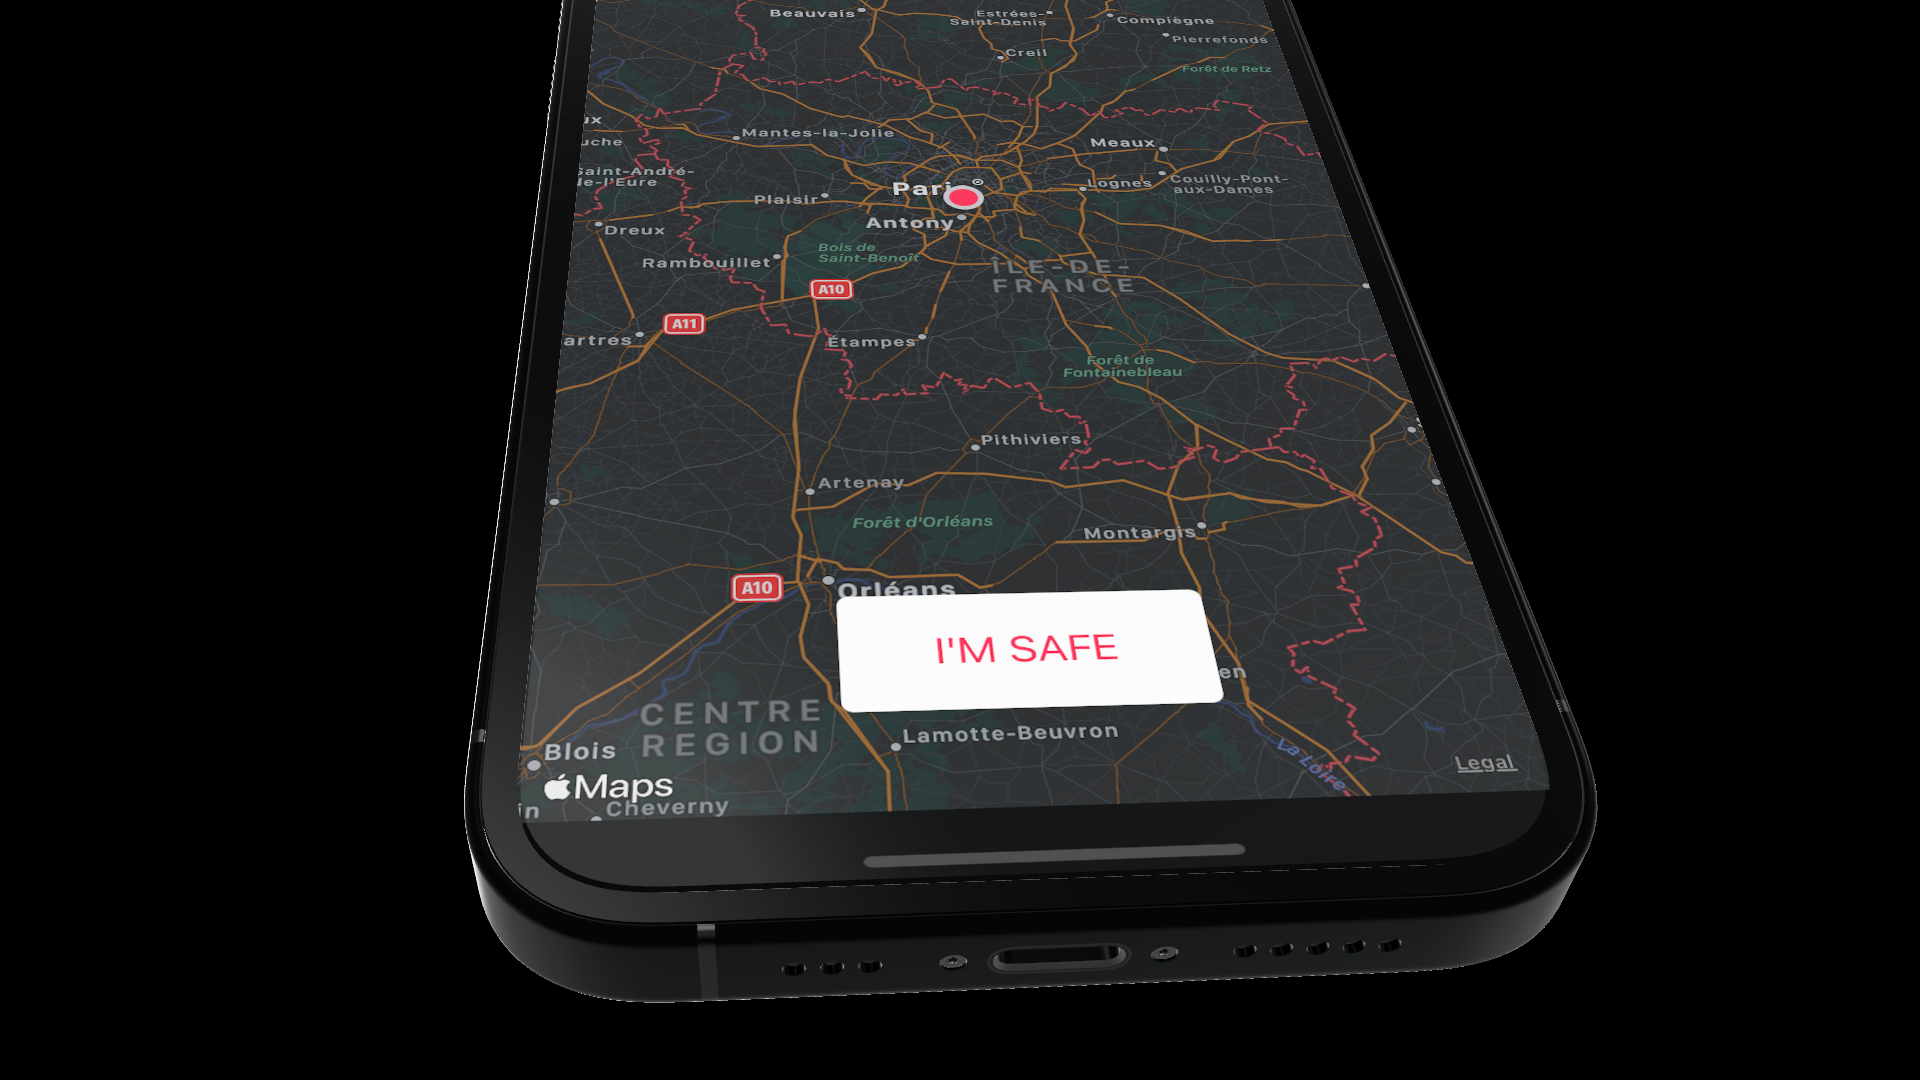 Beauvais
Estrées-
Saint-Denis
Compiègne
Pierrefonds
Creil
Forêt de Retz
ux
uche
Mantes-la-Jolie
Meaux
Saint-André-
de-l'Eure
Lognes
Couilly-Pont-
aux-Dames
Pari
Plaisir
Antony
Dreux
Bois de
Saint-Benoît
Rambouillet
ÎLE-DE-
FRANCE
A10
A11
artres
Étampes
Forêt de
Fontainebleau
Pithiviers
Artenay
Forêt d'Orléans
Montargis
A10
Orléans
I'M SAFE
en
CENTRE
REGION
Lamotte-Beuvron
Blois
La Loire
Legal
Maps
in
Cheverny